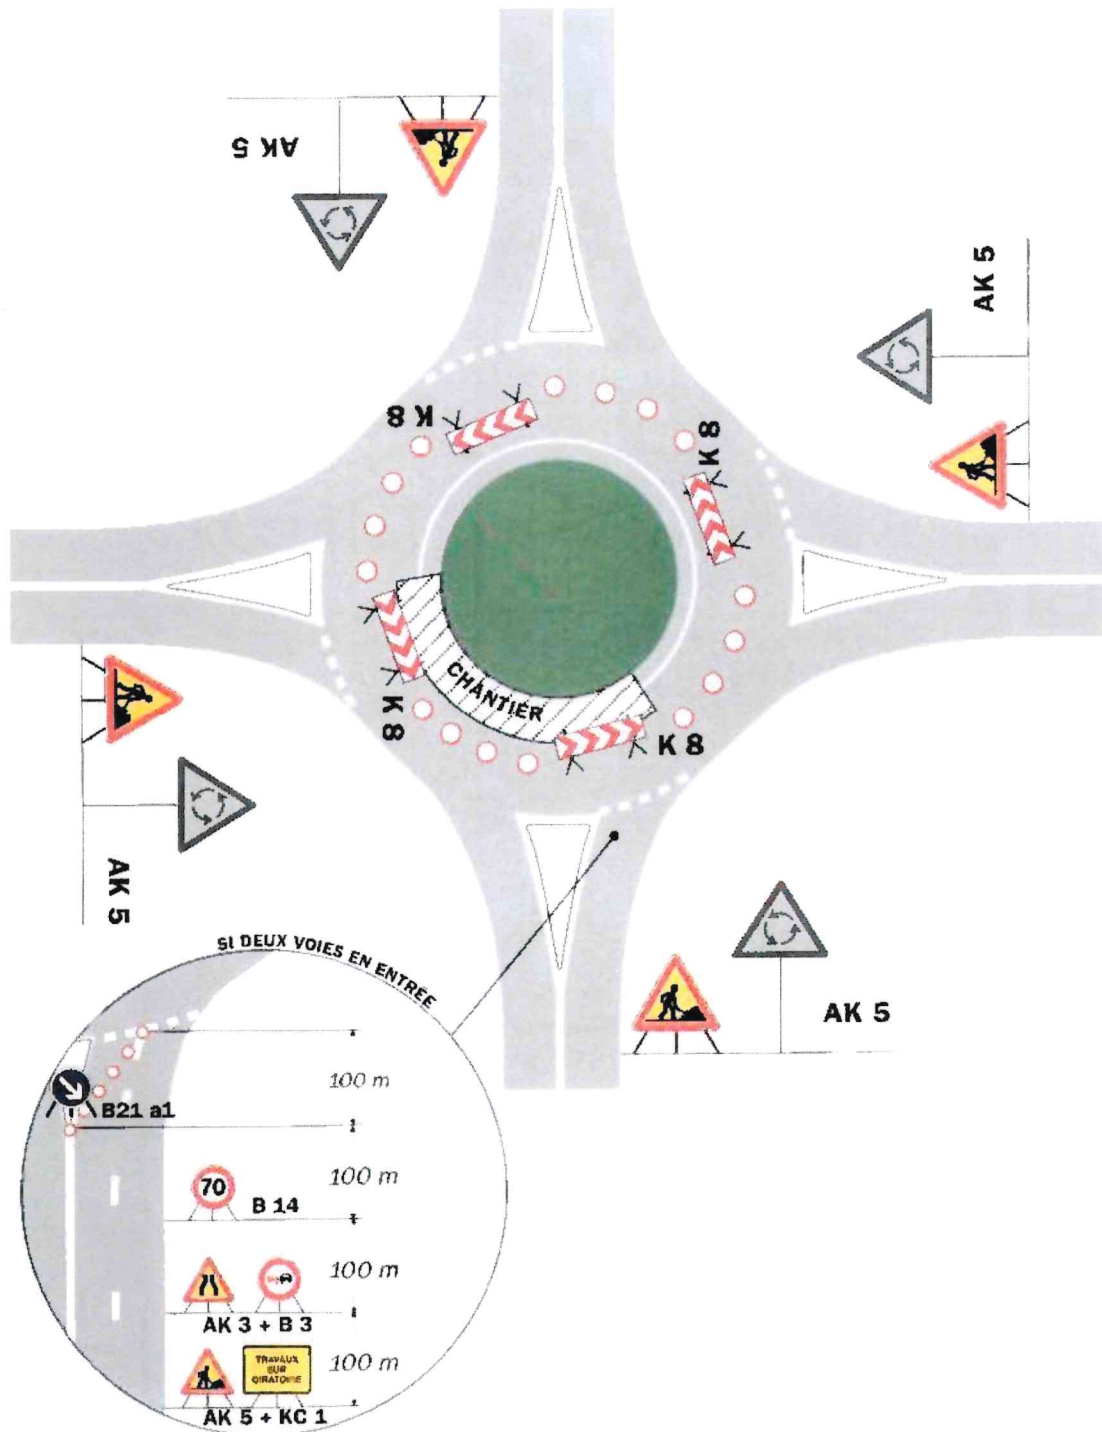 AK 5
AK 5
K 8
K 8
CHANTIER
K 8
K 8
AK 5
AK 5
SI DEUX VOIES EN ENTRÉE
100 m
B21 a1
70
100 m
B 14
100 m
AK 3 + B 3
TRAVAUX
SUR
GIRATOIRE
100 m
AK 5 + KC 1